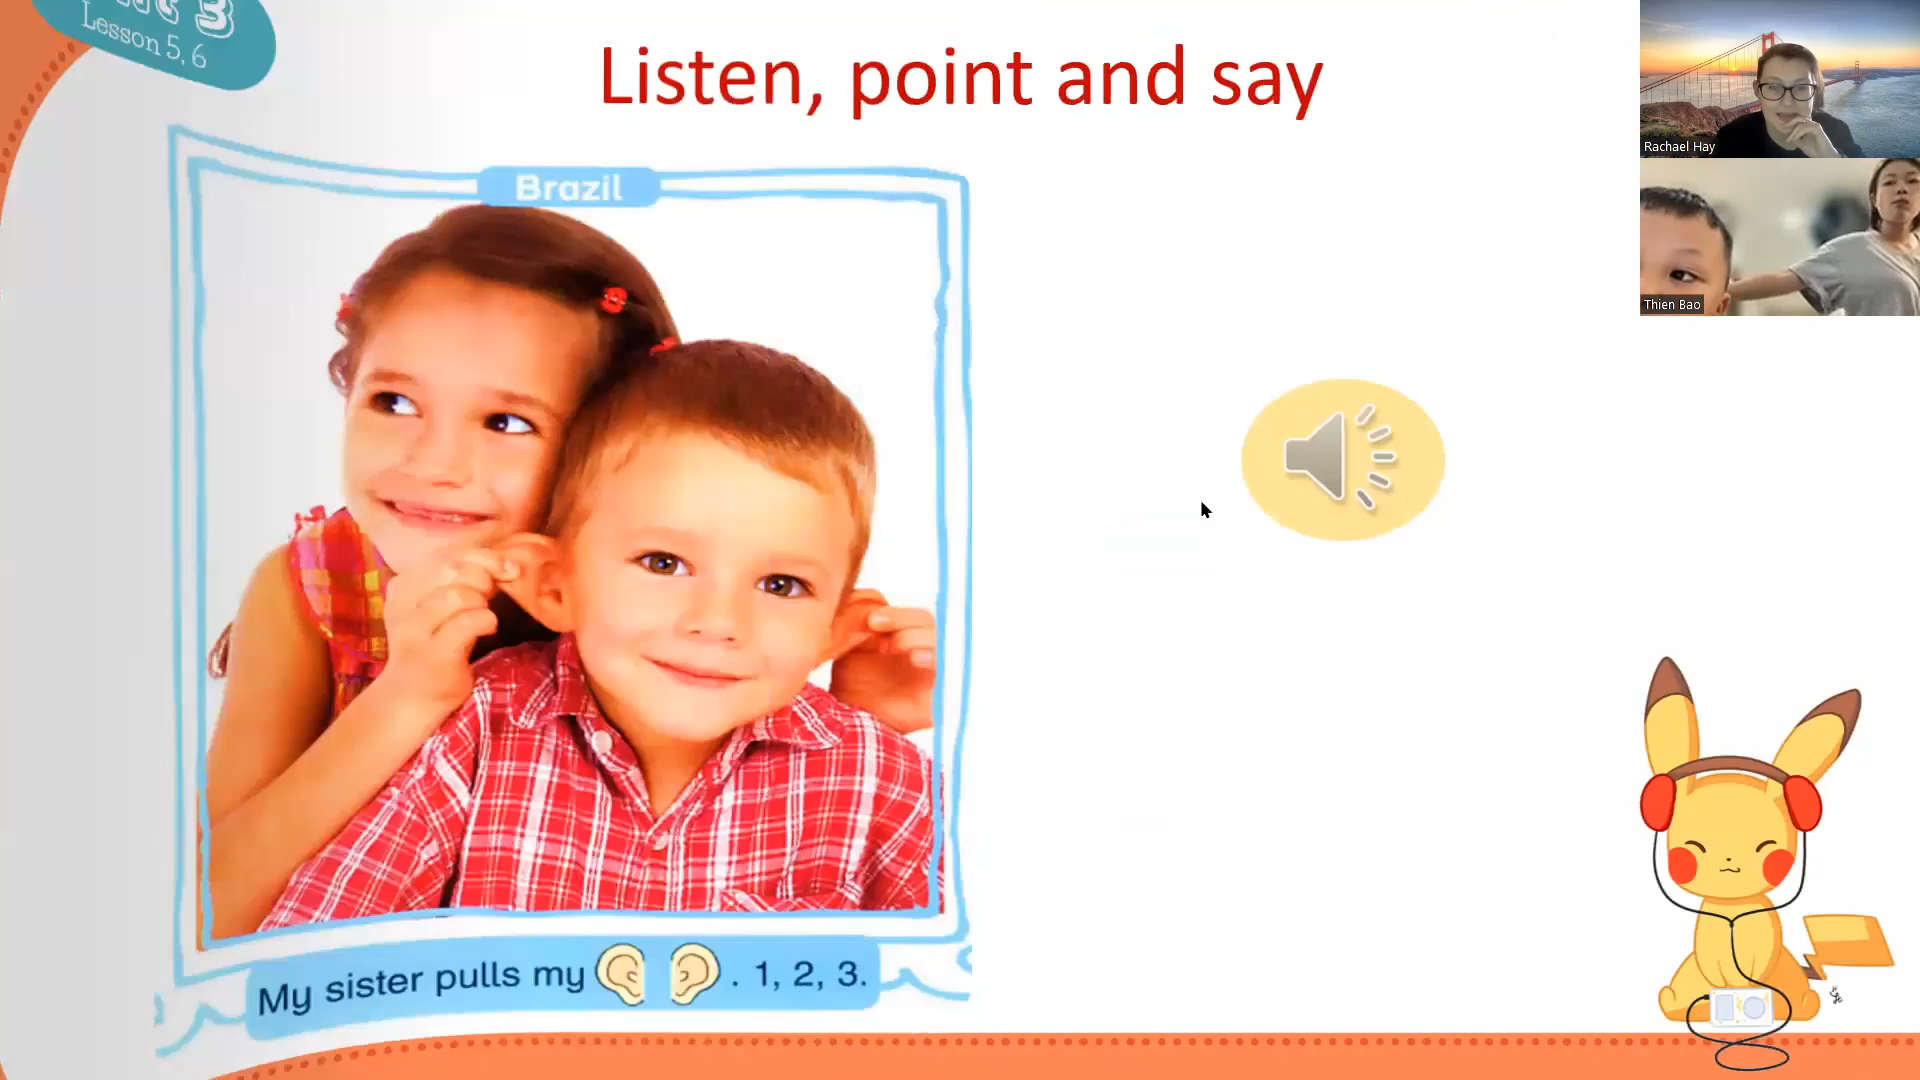 3
Lesson 5, 6
Listen, point and say
Rachael Hay
Thien Bao
Brazil
My sister pulls my . 1, 2, 3.